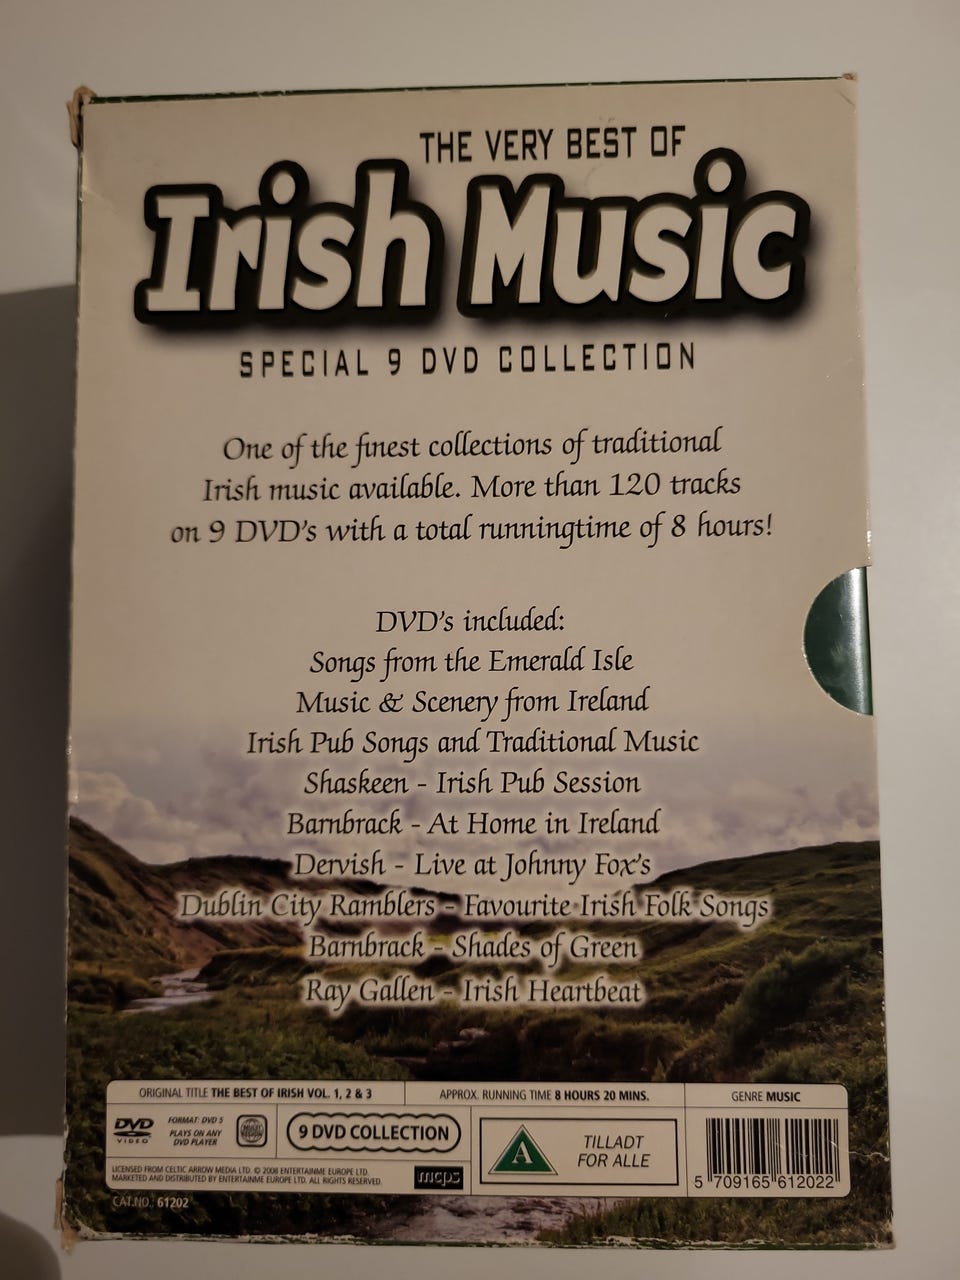 THE VERY BEST OF
Irish Music
SPECIAL 9 DVD COLLECTION
One of the finest collections of traditional
Irish music available. More than 120 tracks
on 9 DVD's with a total runningtime of 8 hours!
DVD's included:
Songs from the Emerald Isle
Music & Scenery from Ireland
Irish Pub Songs and Traditional Music
Shaskeen - Irish Pub Session
Barnbrack - At Home in Ireland
Dervish - Live at Johnny Fox's
Dublin City Ramblers - Favourite Irish Folk Songs
Barnbrack - Shades of Green
Ray Gallen - Irish Heartbeat
ORIGINAL TITLE THE BEST OF IRISH VOL. 1, 2 & 3
APPROX. RUNNING TIME 8 HOURS 20 MINS.
GENRE MUSIC
DVD VIDEO
FORMAT: DVD 5
PLAYS ON ANY
DVD PLAYER
MULTI REGION
9 DVD COLLECTION
A
TILLADT
FOR ALLE
LICENSED FROM CELTIC ARROW MEDIA LTD. © 2008 ENTERTAINME EUROPE LTD.
MARKETED AND DISTRIBUTED BY ENTERTAINME EUROPE LTD. ALL RIGHTS RESERVED.
mcps
5 709165 612022
CAT.NO.: 61202